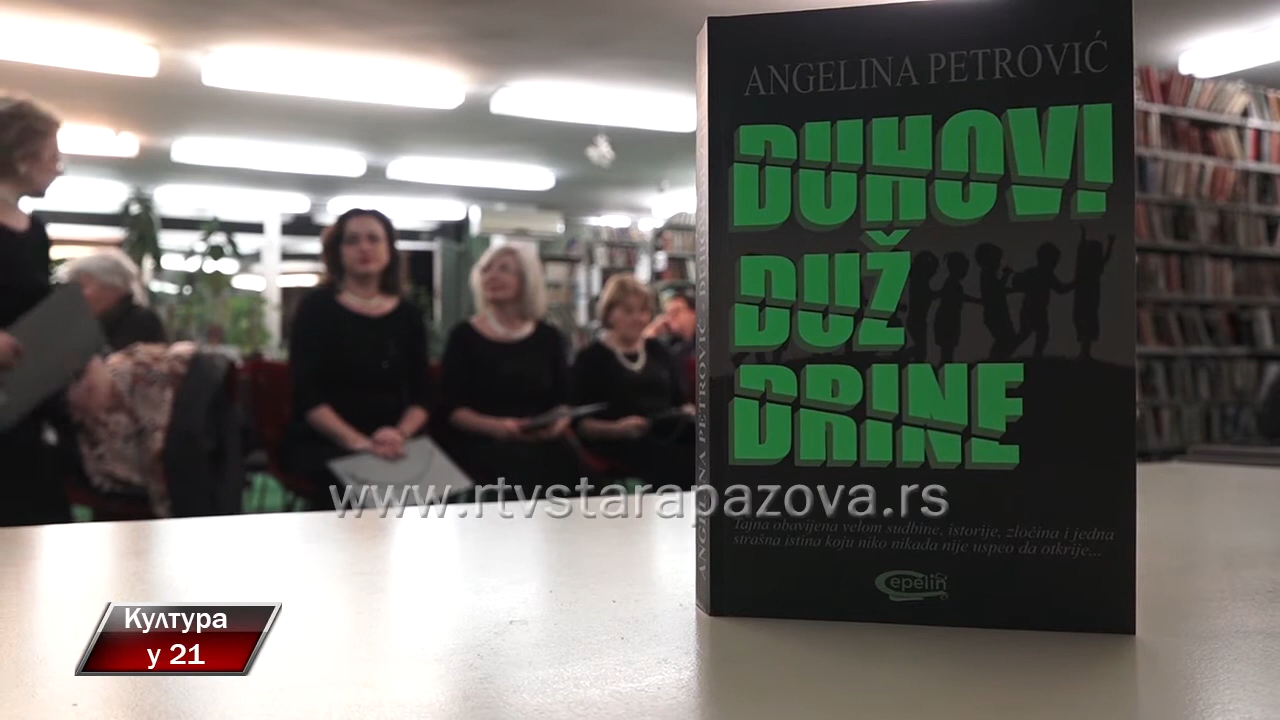 ANGELINA PETROVIĆ
DUHOVI
DUŽ
DRINE
Tajna obavijena velom sudbine, istorije, zločina i jedna
strašna istina koju niko nikada nije uspeo da otkrije...
Cepelin
ANGELINA PETROVIĆ
www.rtvstarapazova.rs
Култура
у 21